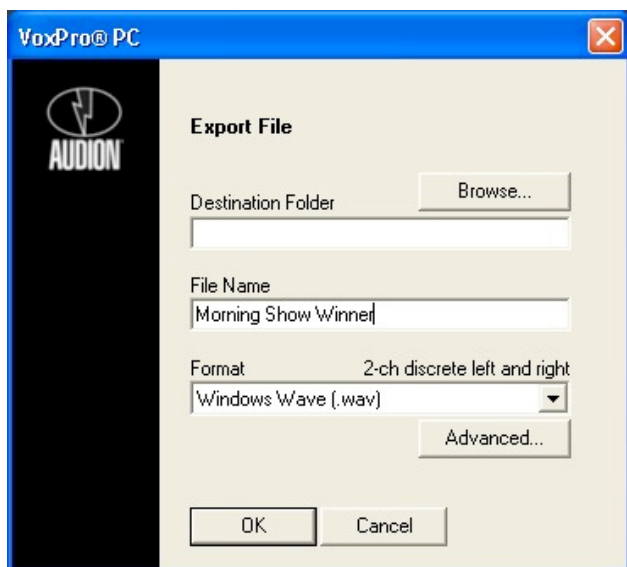 VoxPro® PC
AUDION
Export File
Destination Folder
Browse...
File Name
Morning Show Winner
Format
2-ch discrete left and right
Windows Wave (.wav)
Advanced...
OK
Cancel